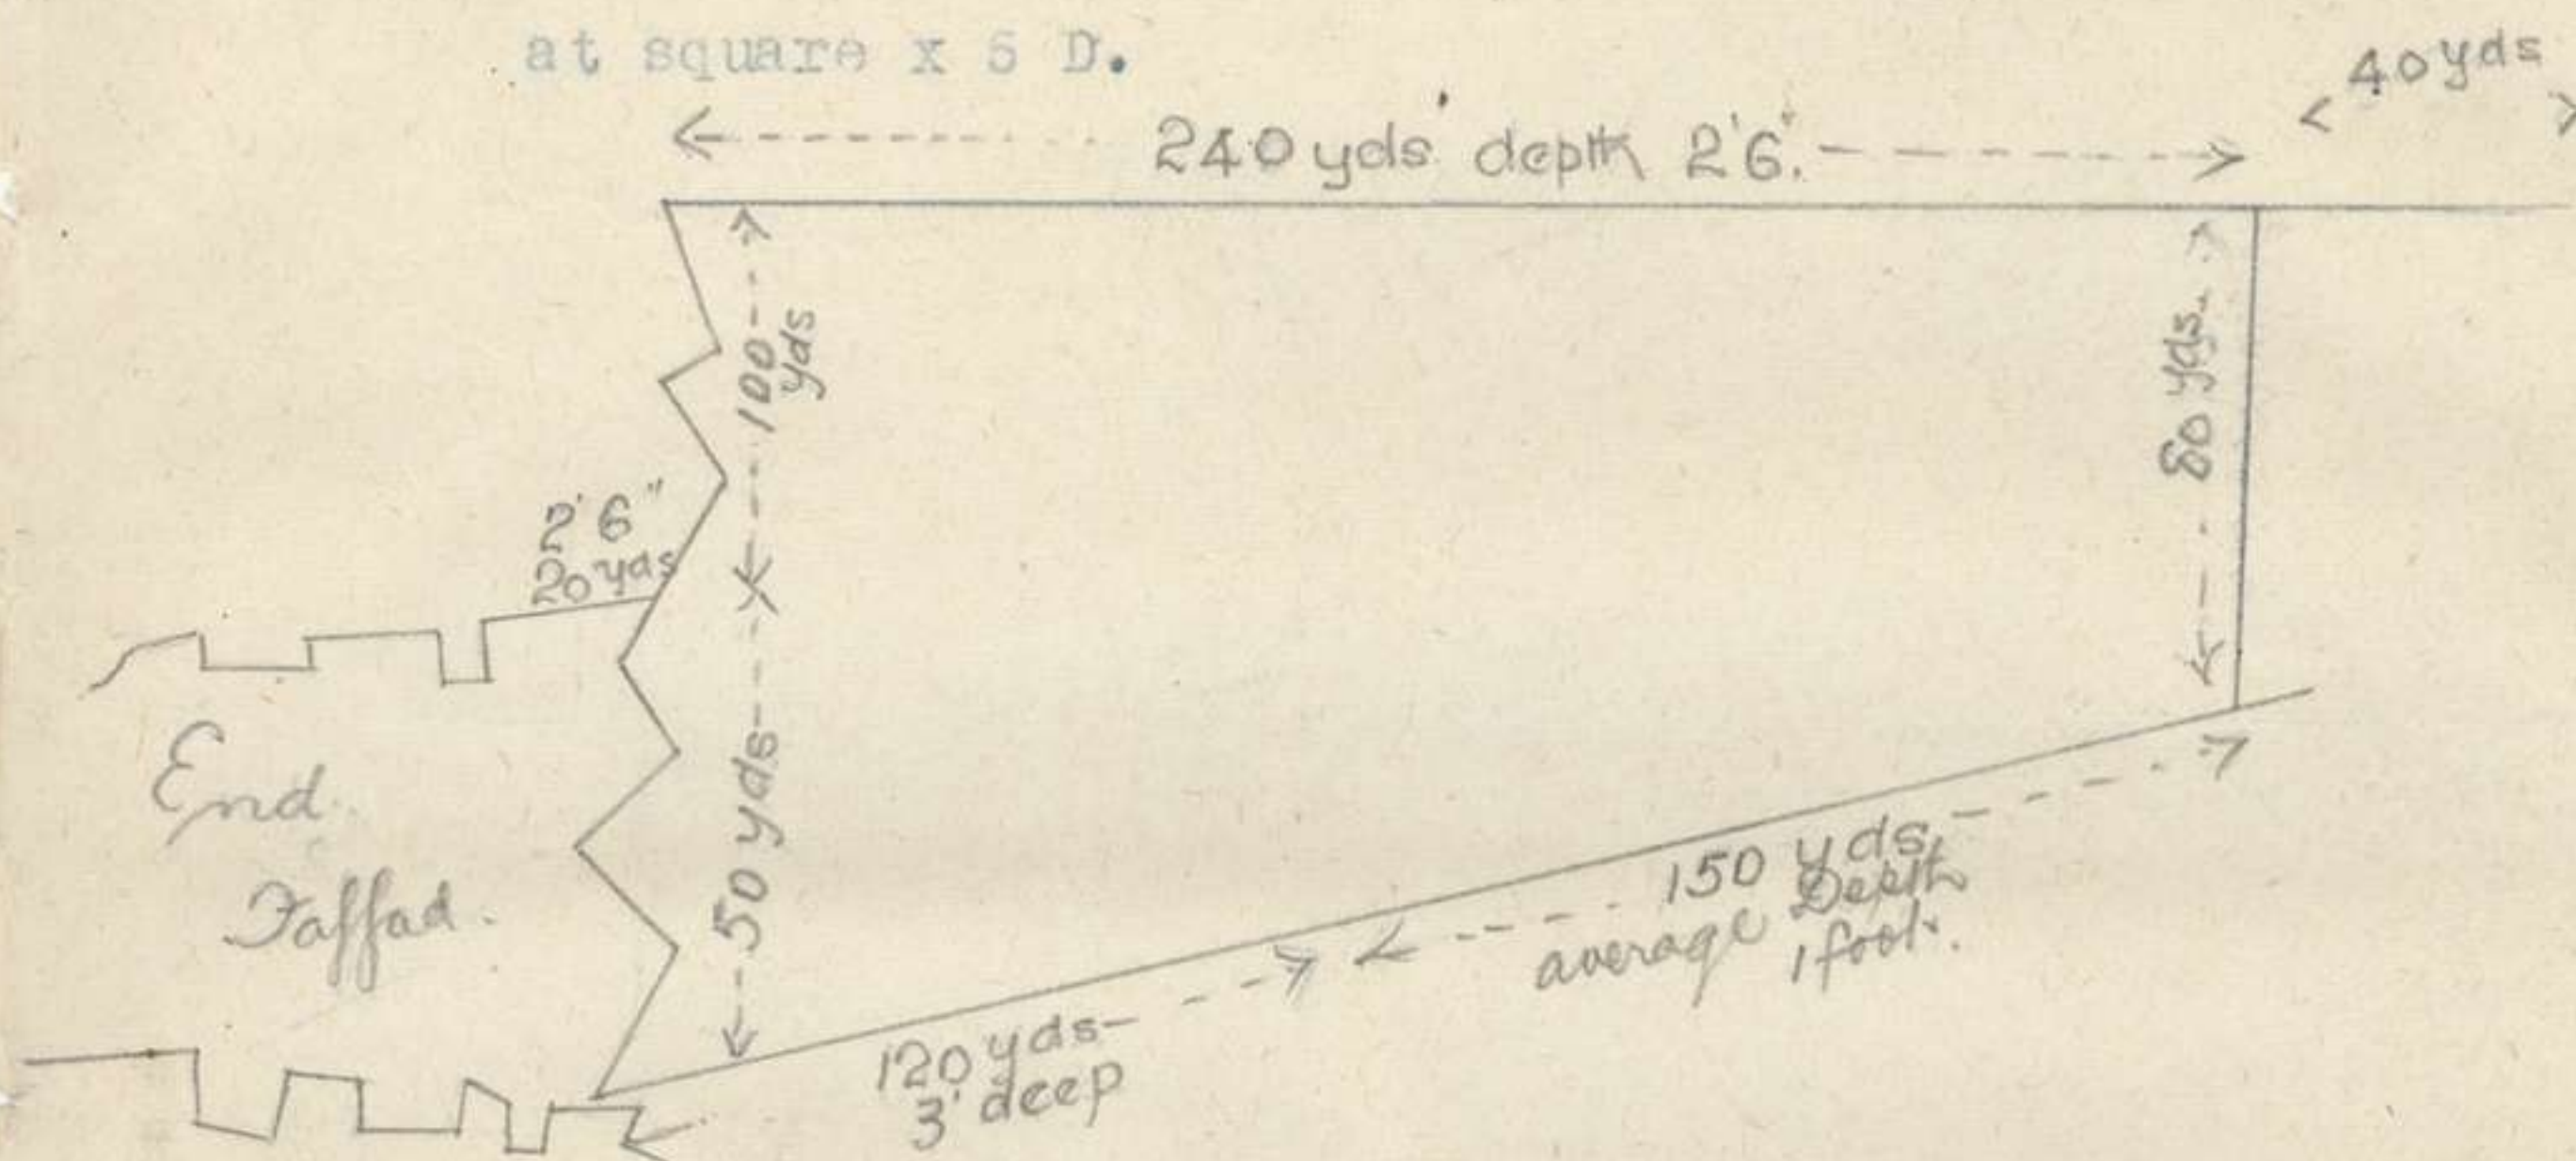 at square x 5 D.
40 yds
240 yds depth 2'6".
100
yds
80 yds.
2'6"
20 yds
50 yds
End
Faffad.
150 yds
average Depth
1 foot.
120 yds
3' deep